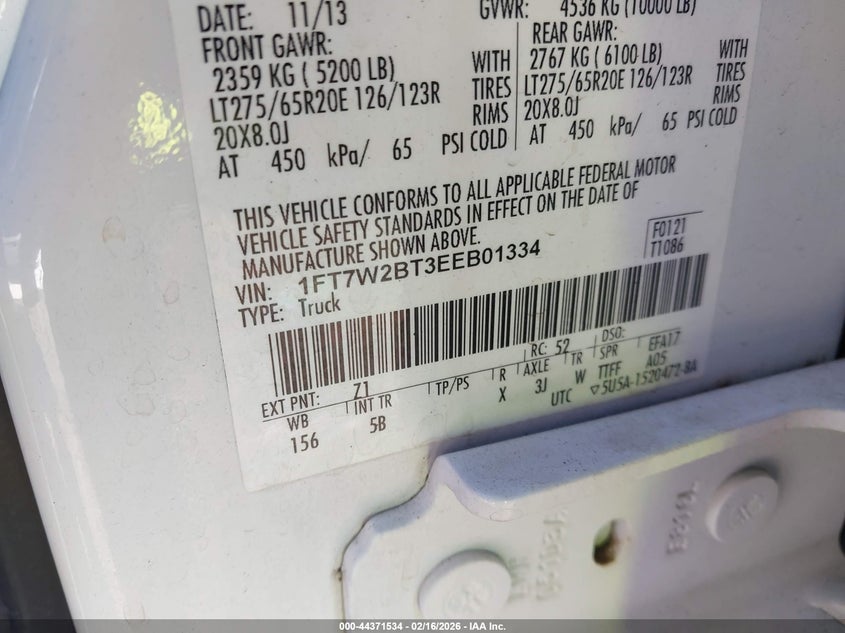 DATE: 11/13 GVWR: 4536 KG (10000 LB)
FRONT GAWR: REAR GAWR:
2359 KG ( 5200 LB) WITH 2767 KG ( 6100 LB) WITH
LT275/65R20E 126/123R TIRES LT275/65R20E 126/123R TIRES
20X8.0J RIMS 20X8.0J RIMS
AT 450 kPa/ 65 PSI COLD AT 450 kPa/ 65 PSI COLD
THIS VEHICLE CONFORMS TO ALL APPLICABLE FEDERAL MOTOR
VEHICLE SAFETY STANDARDS IN EFFECT ON THE DATE OF
MANUFACTURE SHOWN ABOVE.
F0121
T1086
VIN: 1FT7W2BT3EEB01334
TYPE: Truck
RC: 52 DSO:
EXT PNT: Z1
WB INT TR TP/PS R AXLE TR SPR EFA17
156 5B X 3J W TTFF A05
UTC ▽5U5A-1520472-BA
000-44371534 - 02/16/2026 - IAA Inc.